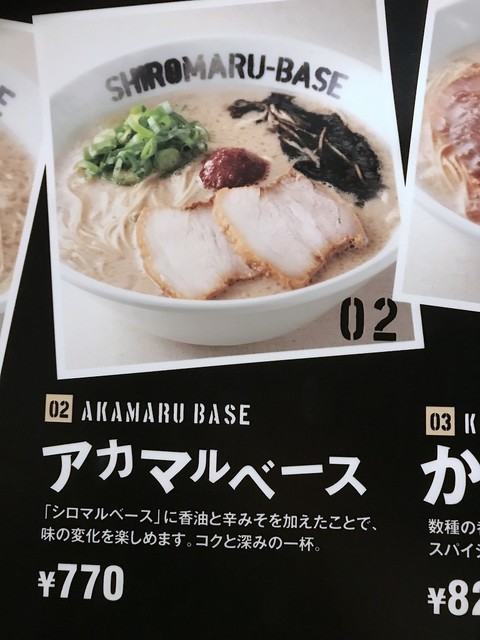 SHIROMARU-BASE
02
02 AKAMARU BASE
アカマルベース
「シロマルベース」に香油と辛みそを加えたことで、
味の変化を楽しめます。コクと深みの一杯。
¥770
03 K
か
数種の
スパイシ
¥82